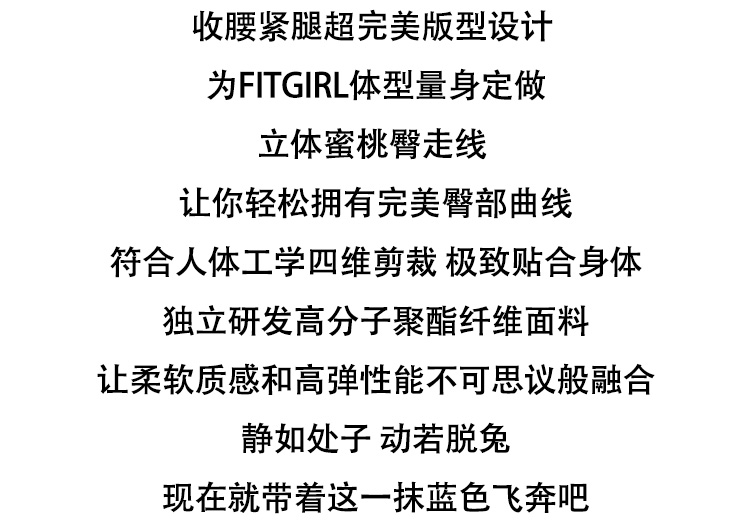 收腰紧腿超完美版型设计
为FITGIRL体型量身定做
立体蜜桃臀走线
让你轻松拥有完美臀部曲线
符合人体工学四维剪裁 极致贴合身体
独立研发高分子聚酯纤维面料
让柔软质感和高弹性能不可思议般融合
静如处子 动若脱兔
现在就带着这一抹蓝色飞奔吧